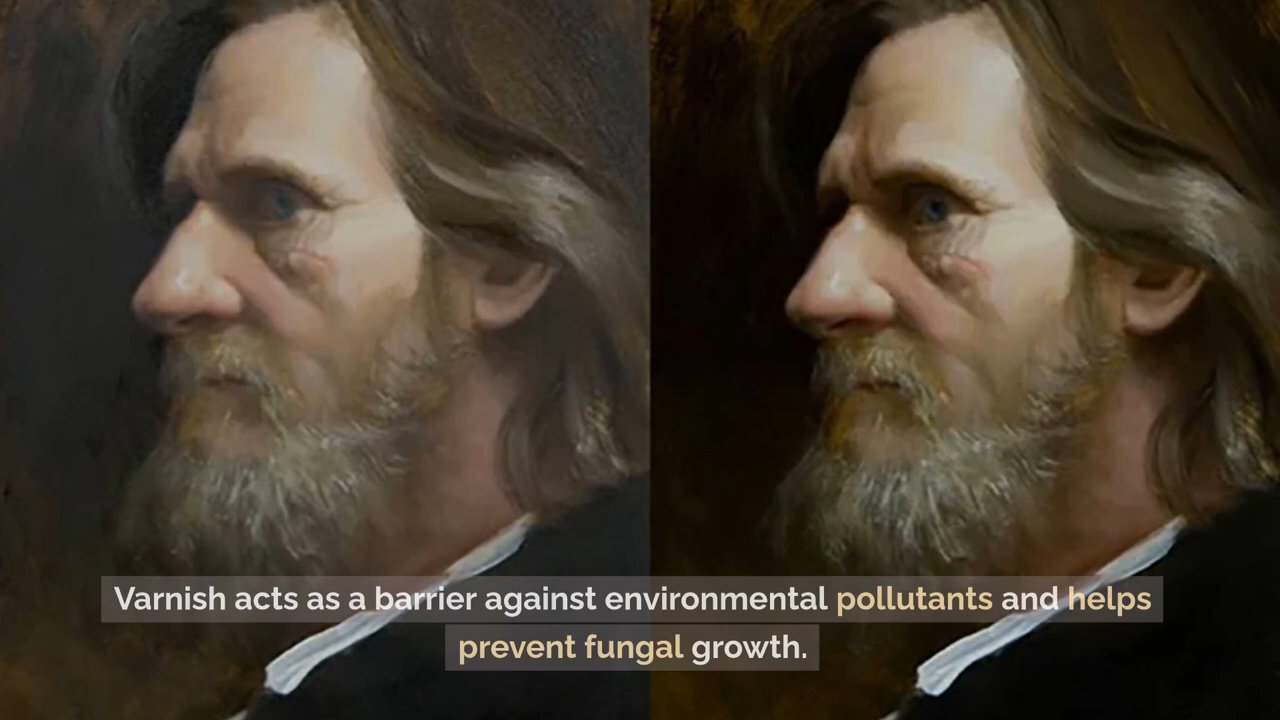 Varnish acts as a barrier against environmental pollutants and helps
prevent fungal growth.